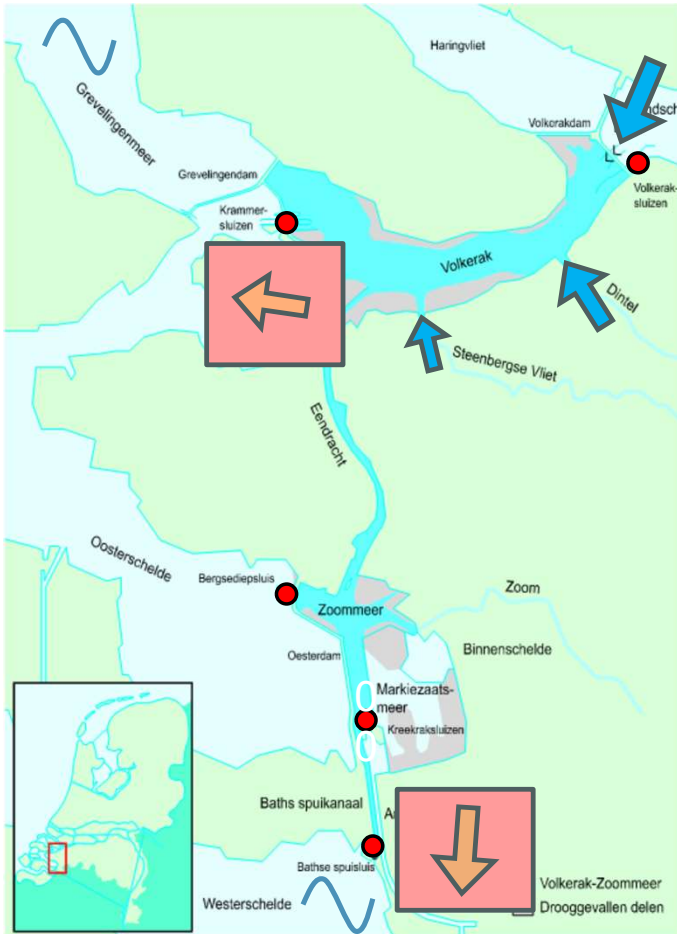 Haringvliet
Grevelingenmeer
Volkerakdam
Grevelingendam
Volkerak-
sluizen
Krammer-
sluizen
Volkerak
Dintel
Steenbergse Vliet
Eendracht
Oosterschelde
Bergsediepsluis
Zoom
Zoommeer
Binnenschelde
Oesterdam
Markiezaats-
meer
Kreekraksluizen
Baths spuikanaal
Bathse spuisluis
Volkerak-Zoommeer
Westerschelde
Drooggevallen delen